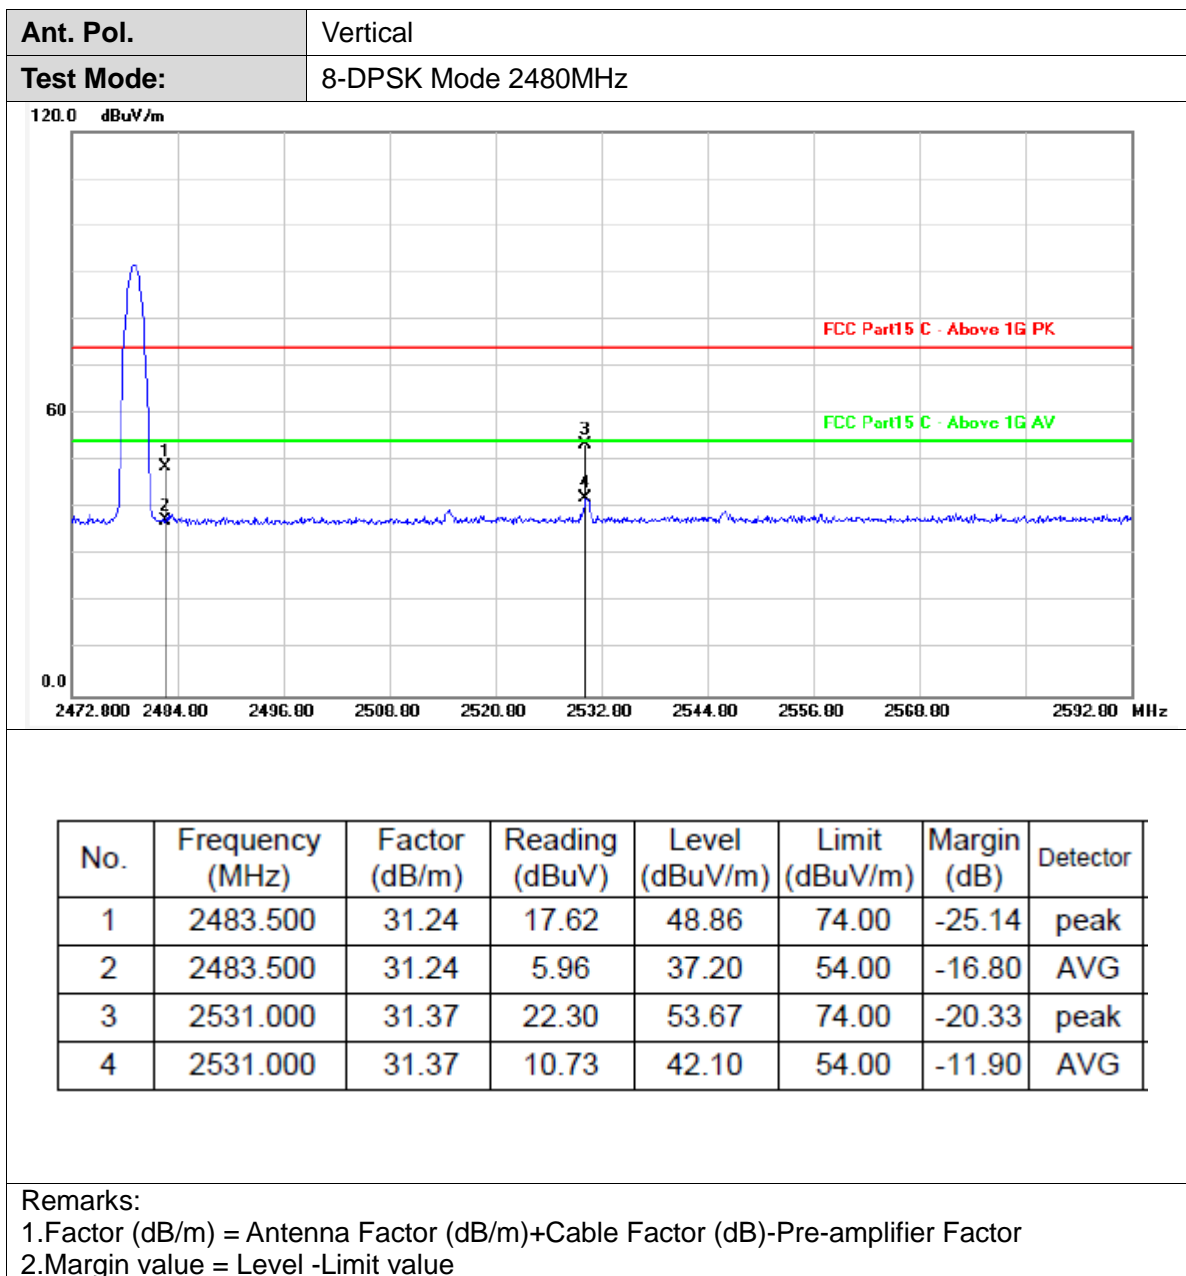 Ant. Pol. Vertical
Test Mode: 8-DPSK Mode 2480MHz
120.0 dBuV/m
FCC Part15 C - Above 1G PK
60
FCC Part15 C - Above 1G AV
1
2
3
4
0.0
2472.800 2484.80 2496.80 2508.80 2520.80 2532.80 2544.80 2556.80 2568.80 2592.80 MHz
No. Frequency (MHz) Factor (dB/m) Reading (dBuV) Level (dBuV/m) Limit (dBuV/m) Margin (dB) Detector
1 2483.500 31.24 17.62 48.86 74.00 -25.14 peak
2 2483.500 31.24 5.96 37.20 54.00 -16.80 AVG
3 2531.000 31.37 22.30 53.67 74.00 -20.33 peak
4 2531.000 31.37 10.73 42.10 54.00 -11.90 AVG
Remarks:
1.Factor (dB/m) = Antenna Factor (dB/m)+Cable Factor (dB)-Pre-amplifier Factor
2.Margin value = Level -Limit value